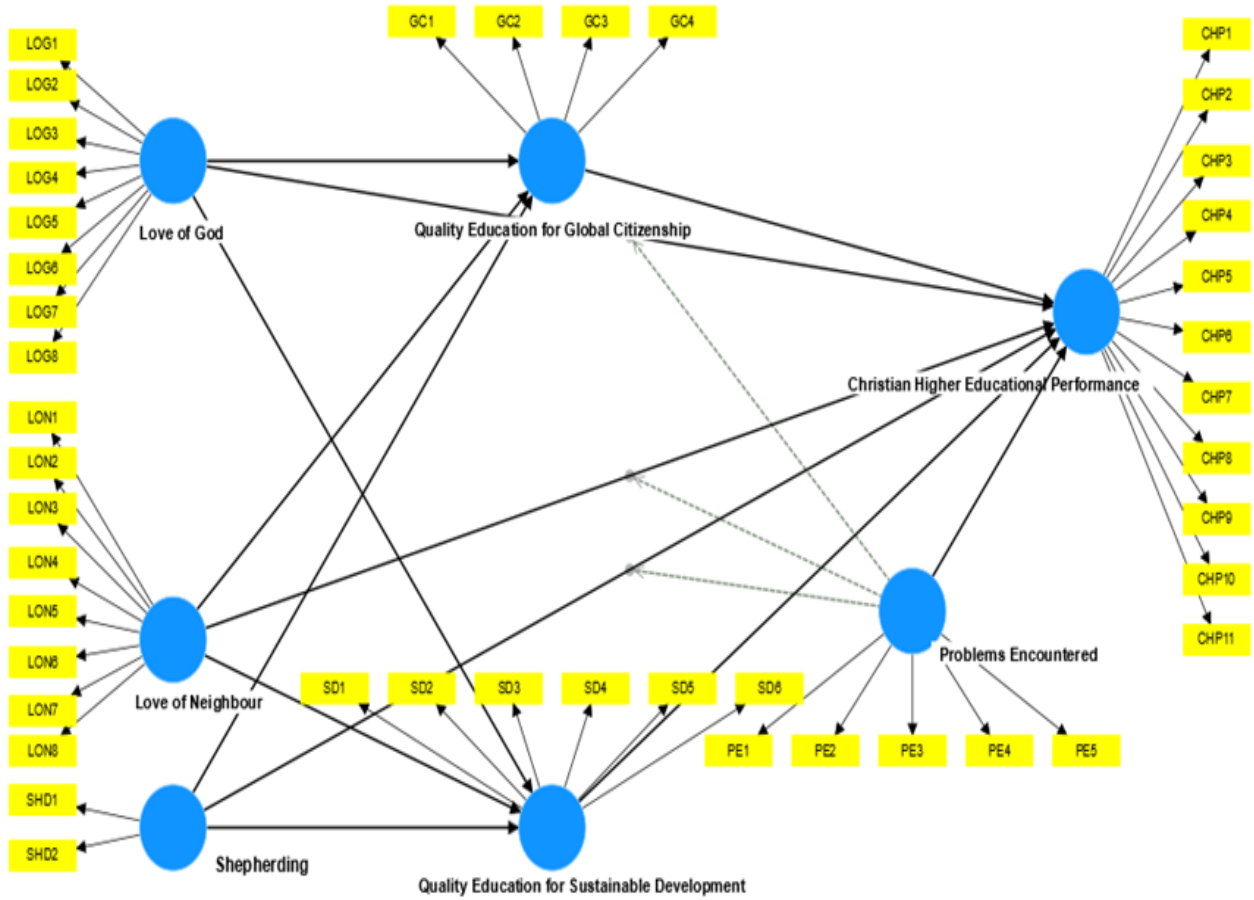 GC1
GC2
GC3
GC4
LOG1
LOG2
LOG3
LOG4
LOG5
LOG6
LOG7
LOG8
Love of God
Quality Education for Global Citizenship
CHP1
CHP2
CHP3
CHP4
CHP5
CHP6
CHP7
CHP8
CHP9
CHP10
CHP11
Christian Higher Educational Performance
LON1
LON2
LON3
LON4
LON5
LON6
LON7
LON8
Love of Neighbour
Problems Encountered
SD1
SD2
SD3
SD4
SD5
SD6
PE1
PE2
PE3
PE4
PE5
SHD1
SHD2
Shepherding
Quality Education for Sustainable Development